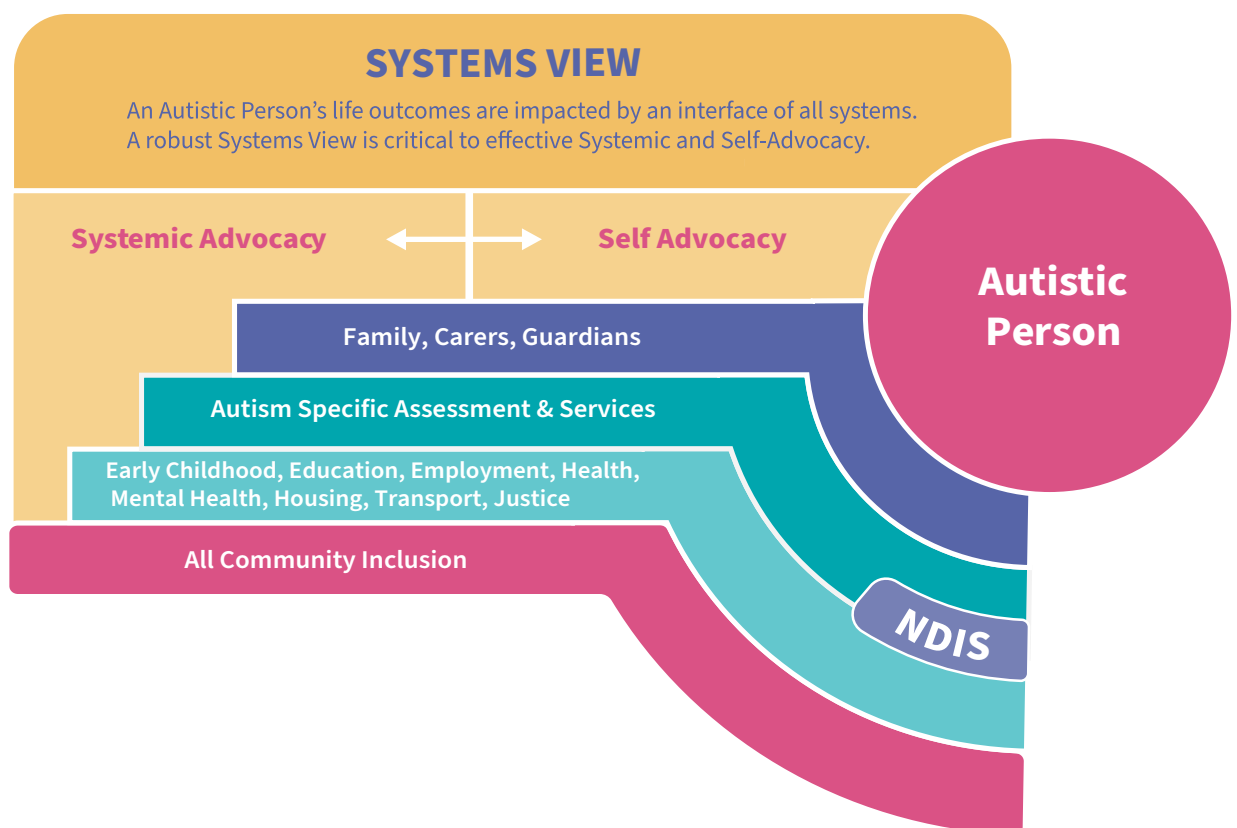 SYSTEMS VIEW
An Autistic Person’s life outcomes are impacted by an interface of all systems.
A robust Systems View is critical to effective Systemic and Self-Advocacy.
Systemic Advocacy
Self Advocacy
Autistic
Person
Family, Carers, Guardians
Autism Specific Assessment & Services
Early Childhood, Education, Employment, Health,
Mental Health, Housing, Transport, Justice
All Community Inclusion
NDIS